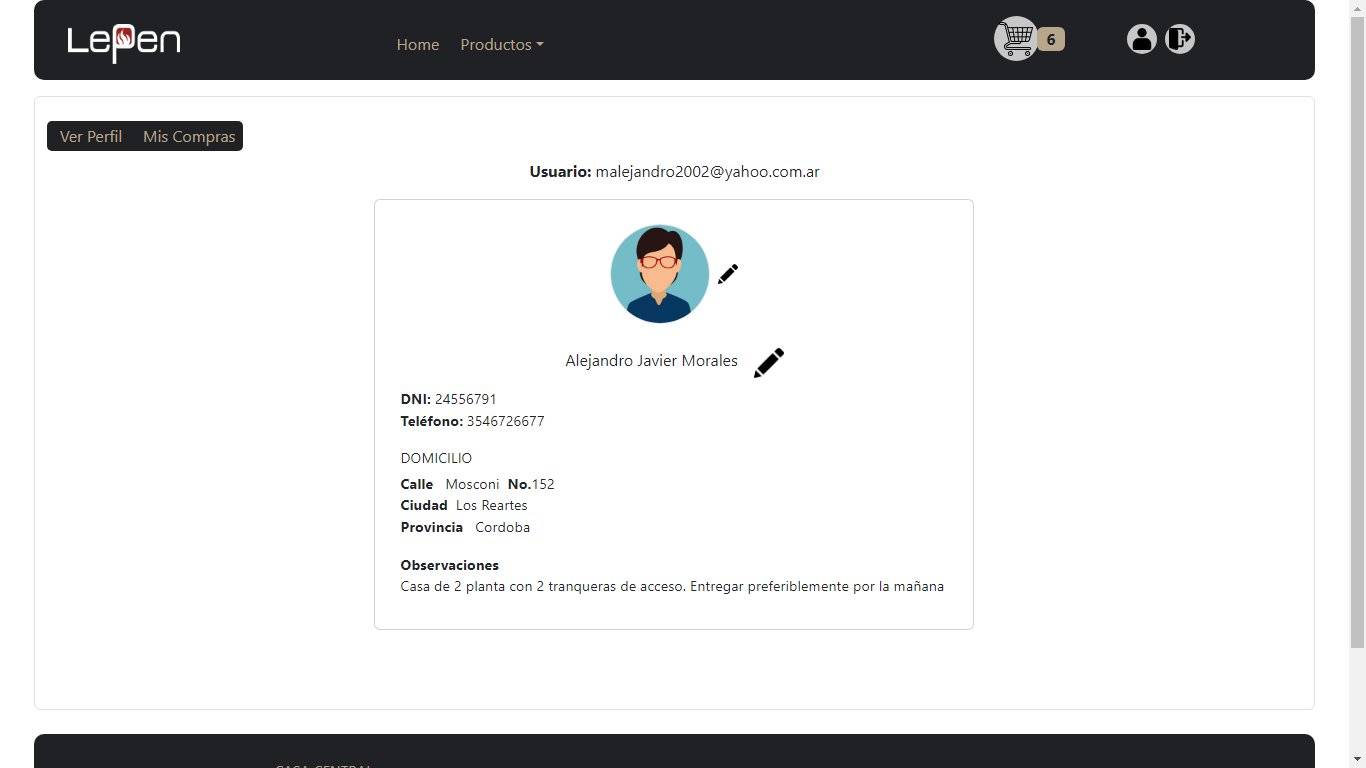 LePen
Home Productos
6
Ver Perfil Mis Compras
Usuario: malejandro2002@yahoo.com.ar
Alejandro Javier Morales
DNI: 24556791
Teléfono: 3546726677
DOMICILIO
Calle Mosconi No.152
Ciudad Los Reartes
Provincia Cordoba
Observaciones
Casa de 2 planta con 2 tranqueras de acceso. Entregar preferiblemente por la mañana
CASA CENTRAL